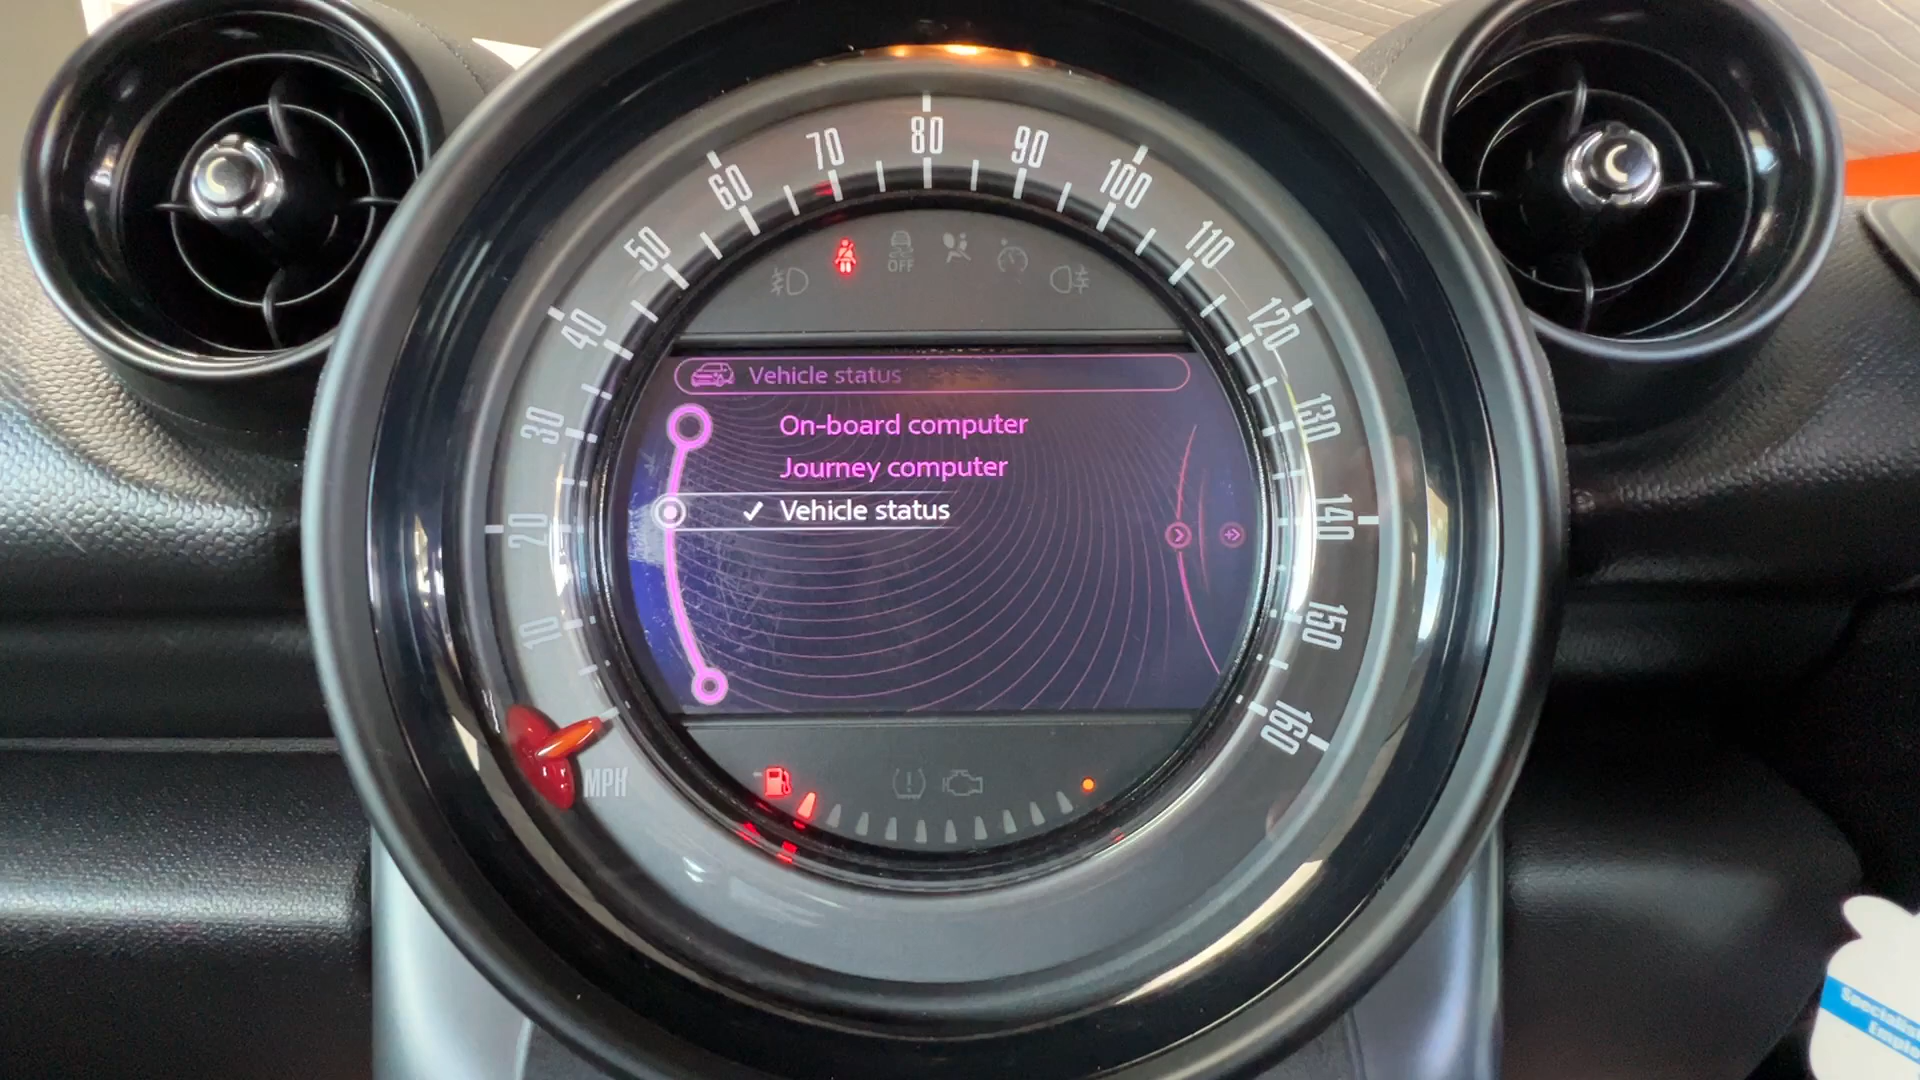 10
20
30
40
50
60
70
80
90
100
110
120
130
140
150
160
MPH
OFF
Vehicle status
On-board computer
Journey computer
Vehicle status